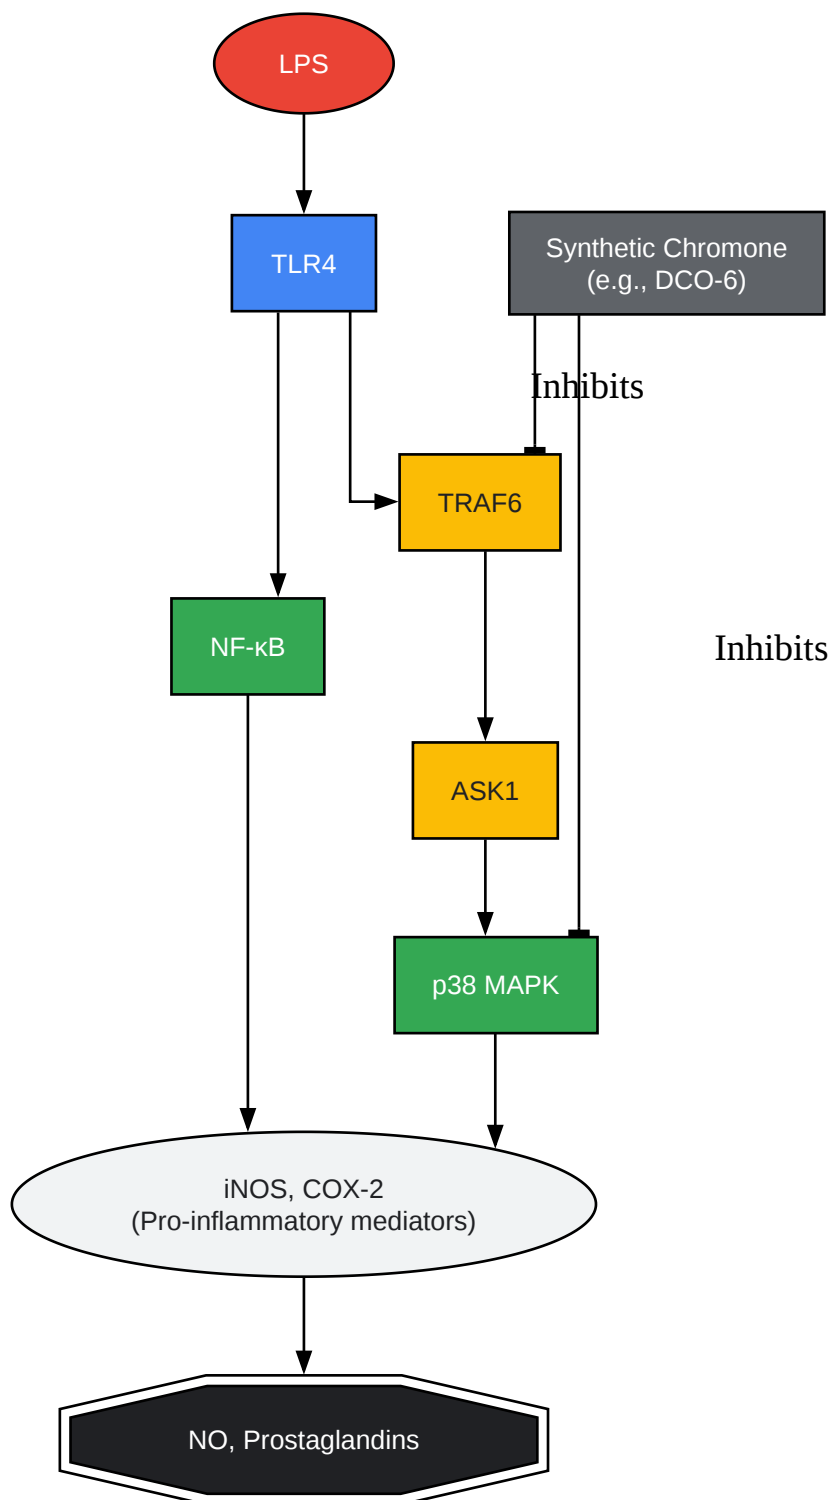 LPS
TLR4
Synthetic Chromone
(e.g., DCO-6)
Inhibits
TRAF6
NF-κB
Inhibits
ASK1
p38 MAPK
iNOS, COX-2
(Pro-inflammatory mediators)
NO, Prostaglandins